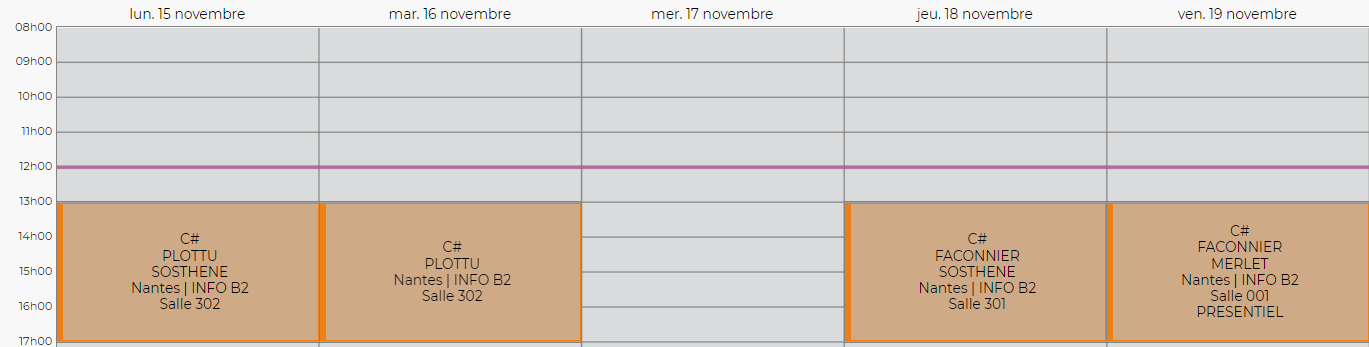 lun. 15 novembre
mar. 16 novembre
mer. 17 novembre
jeu. 18 novembre
ven. 19 novembre
08h00
09h00
10h00
11h00
12h00
13h00
14h00
15h00
16h00
17h00
C#
PLOTTU
SOSTHENE
Nantes | INFO B2
Salle 302
C#
PLOTTU
Nantes | INFO B2
Salle 302
C#
FACONNIER
SOSTHENE
Nantes | INFO B2
Salle 301
C#
FACONNIER
MERLET
Nantes | INFO B2
Salle 001
PRESENTIEL